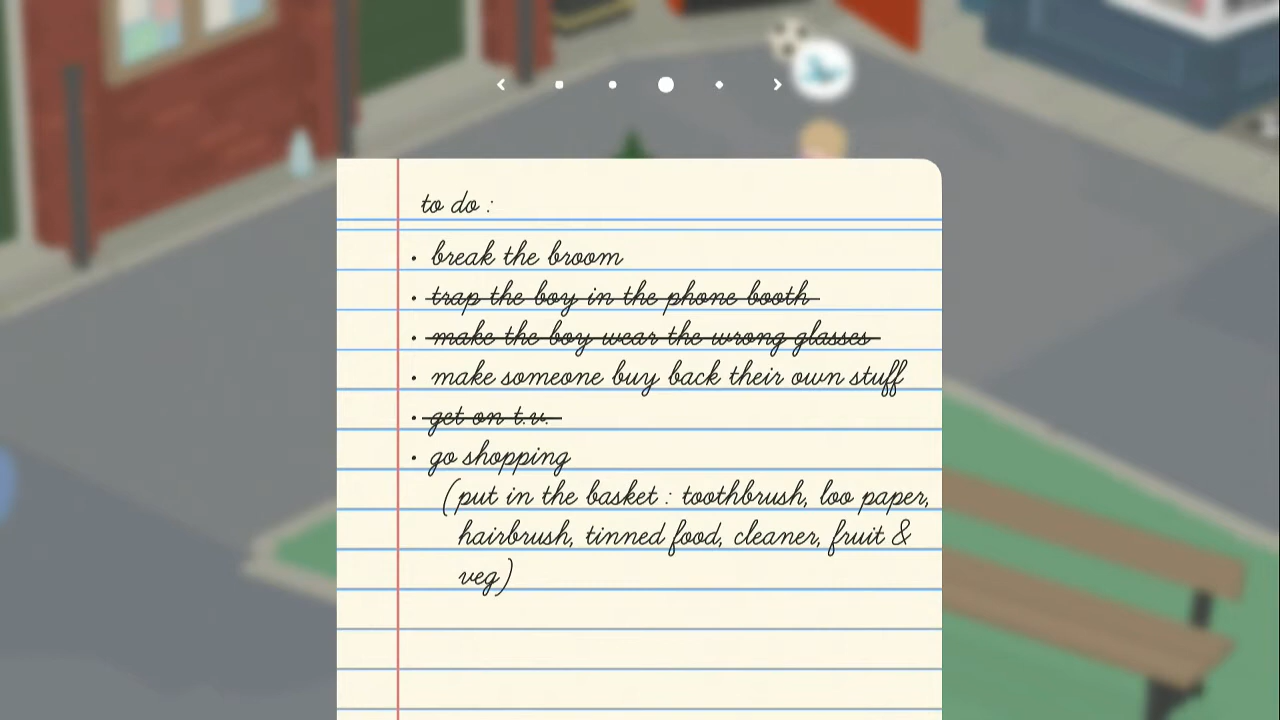 to do :
• break the broom
• trap the boy in the phone booth
• make the boy wear the wrong glasses
• make someone buy back their own stuff
• get on t.v.
• go shopping
(put in the basket : toothbrush, loo paper,
hairbrush, tinned food, cleaner, fruit &
veg)